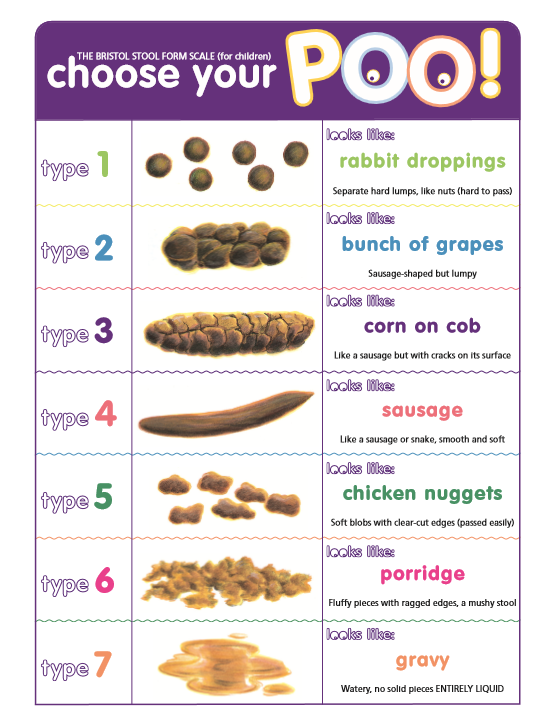 THE BRISTOL STOOL FORM SCALE (for children)
choose your POO!
type 1
looks like:
rabbit droppings
Separate hard lumps, like nuts (hard to pass)
type 2
looks like:
bunch of grapes
Sausage-shaped but lumpy
type 3
looks like:
corn on cob
Like a sausage but with cracks on its surface
type 4
looks like:
sausage
Like a sausage or snake, smooth and soft
type 5
looks like:
chicken nuggets
Soft blobs with clear-cut edges (passed easily)
type 6
looks like:
porridge
Fluffy pieces with ragged edges, a mushy stool
type 7
looks like:
gravy
Watery, no solid pieces ENTIRELY LIQUID